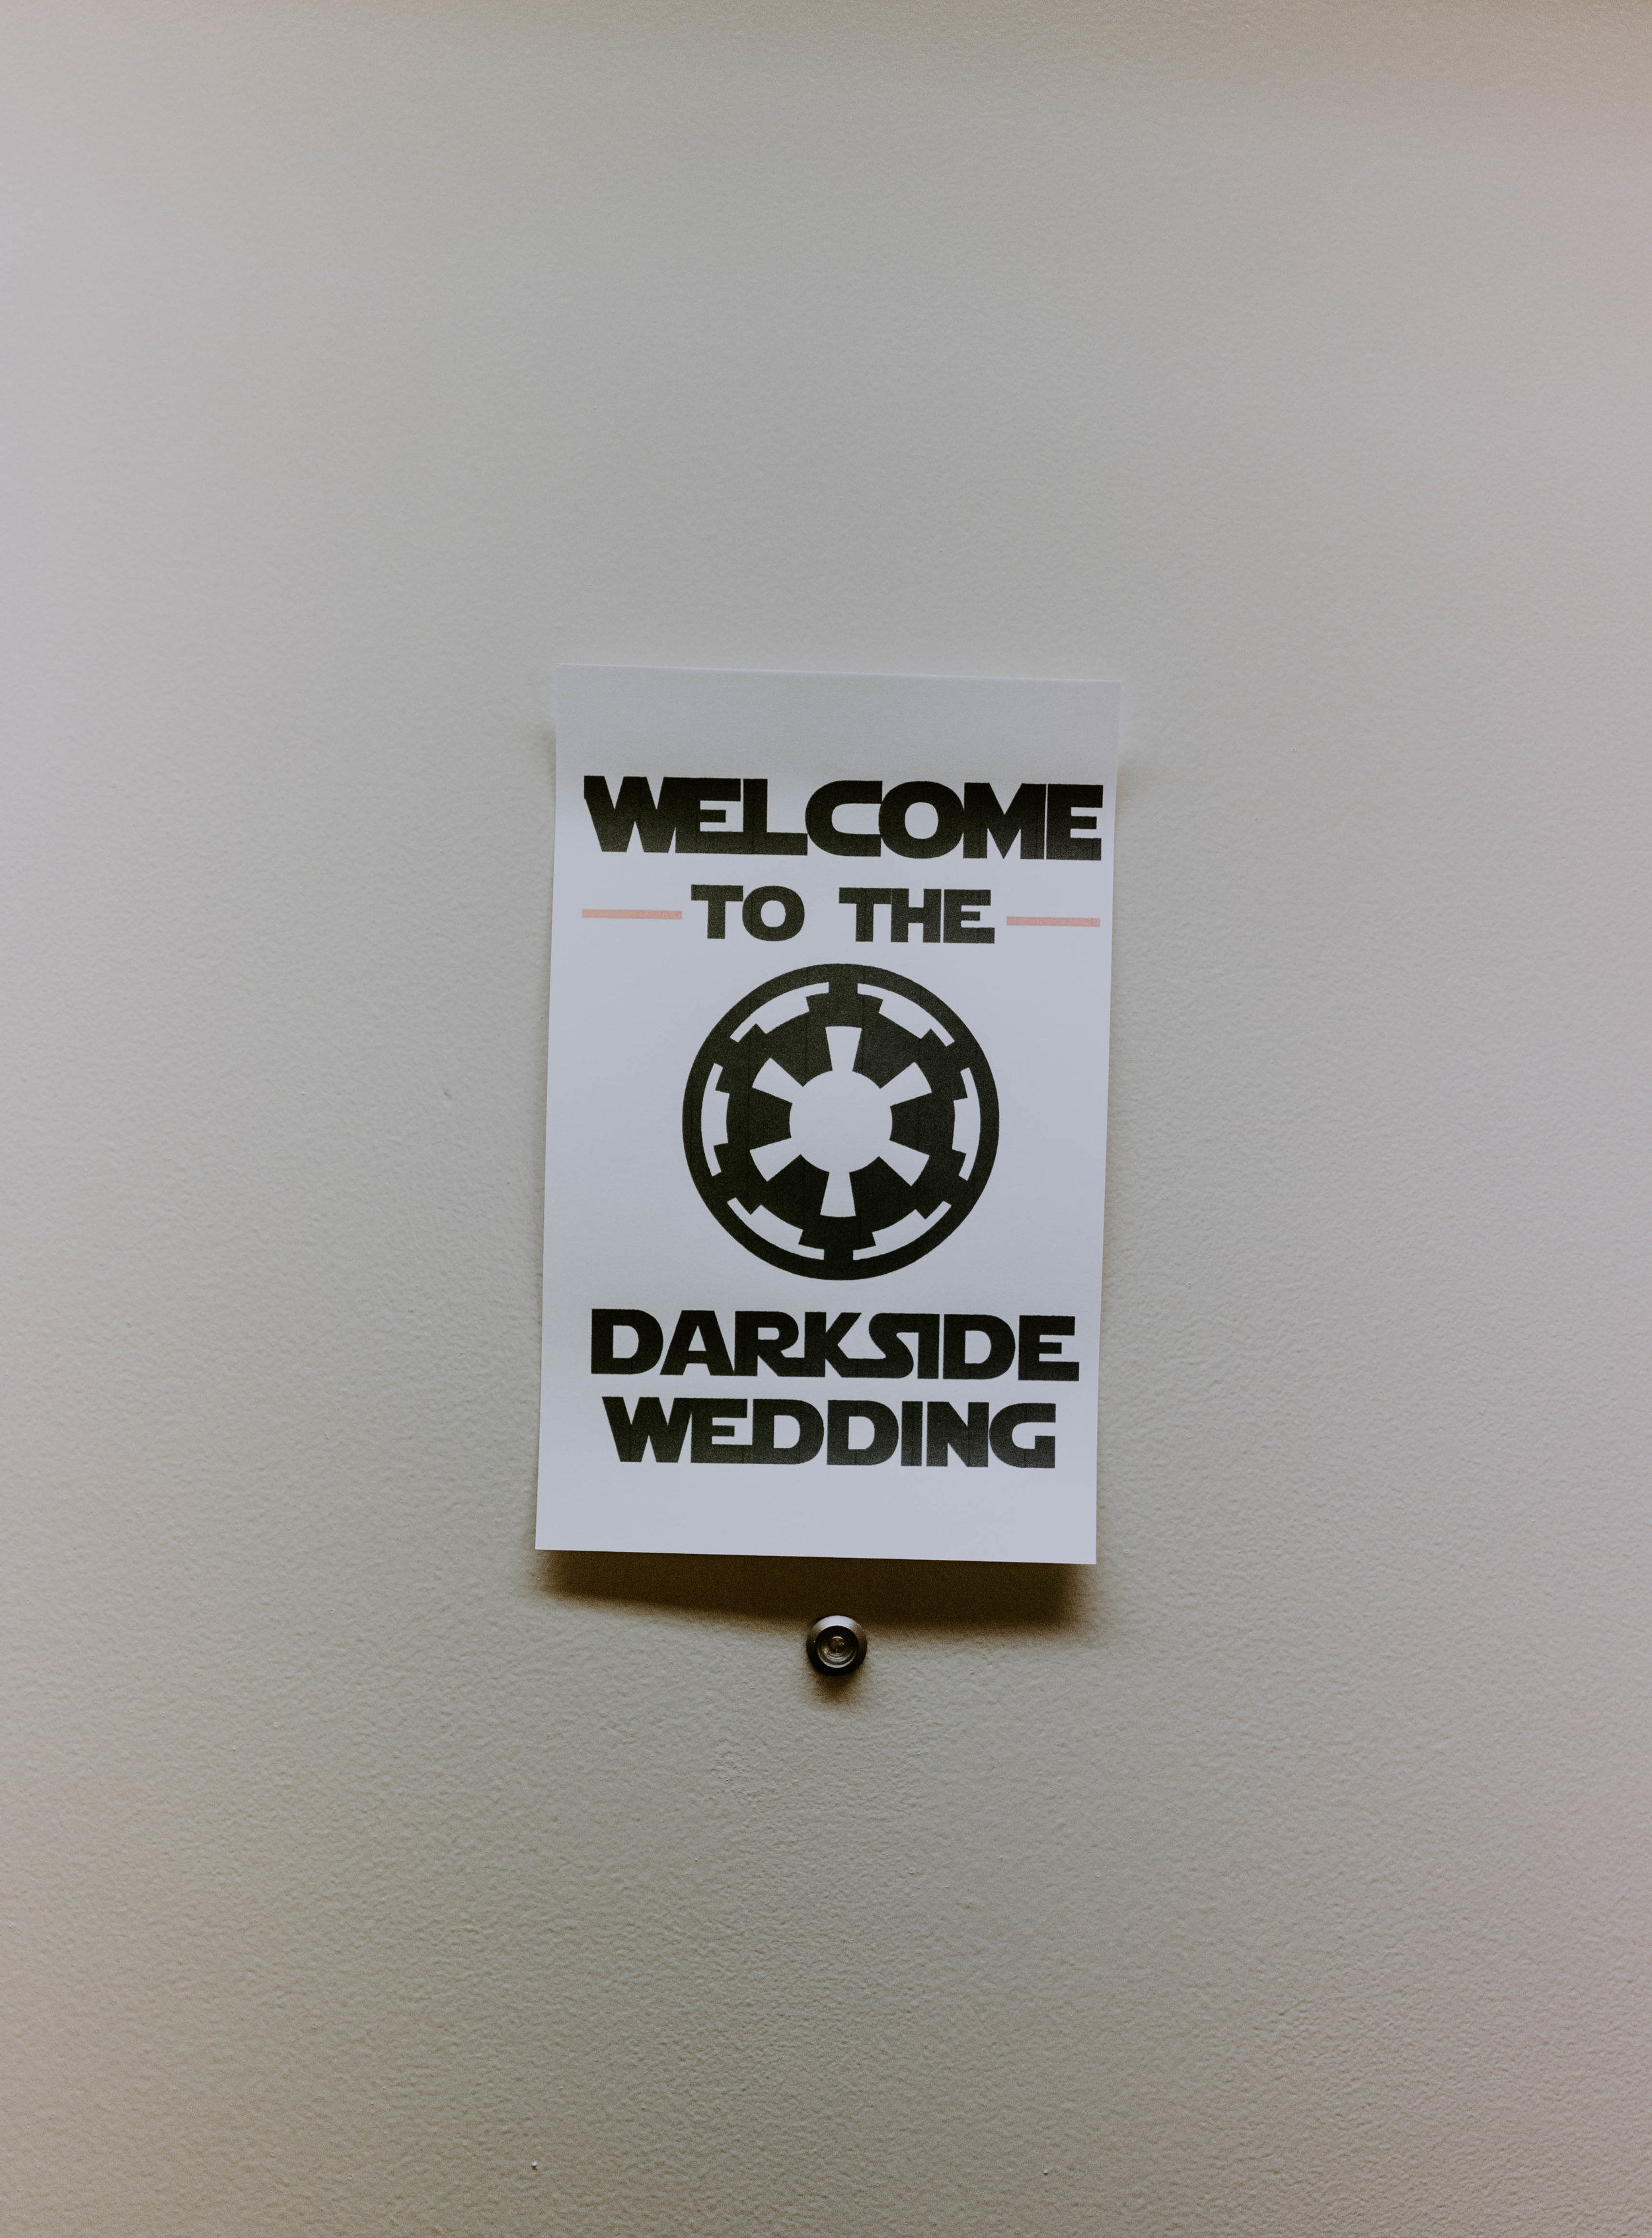 WELCOME
TO THE
DARKSIDE
WEDDING